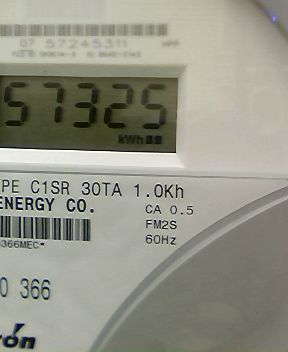 07 57245311
57325
kWh
PE C1SR 30TA 1.0Kh
ENERGY CO. CA 0.5
FM2S
366MEC* 60Hz
0 366
rón